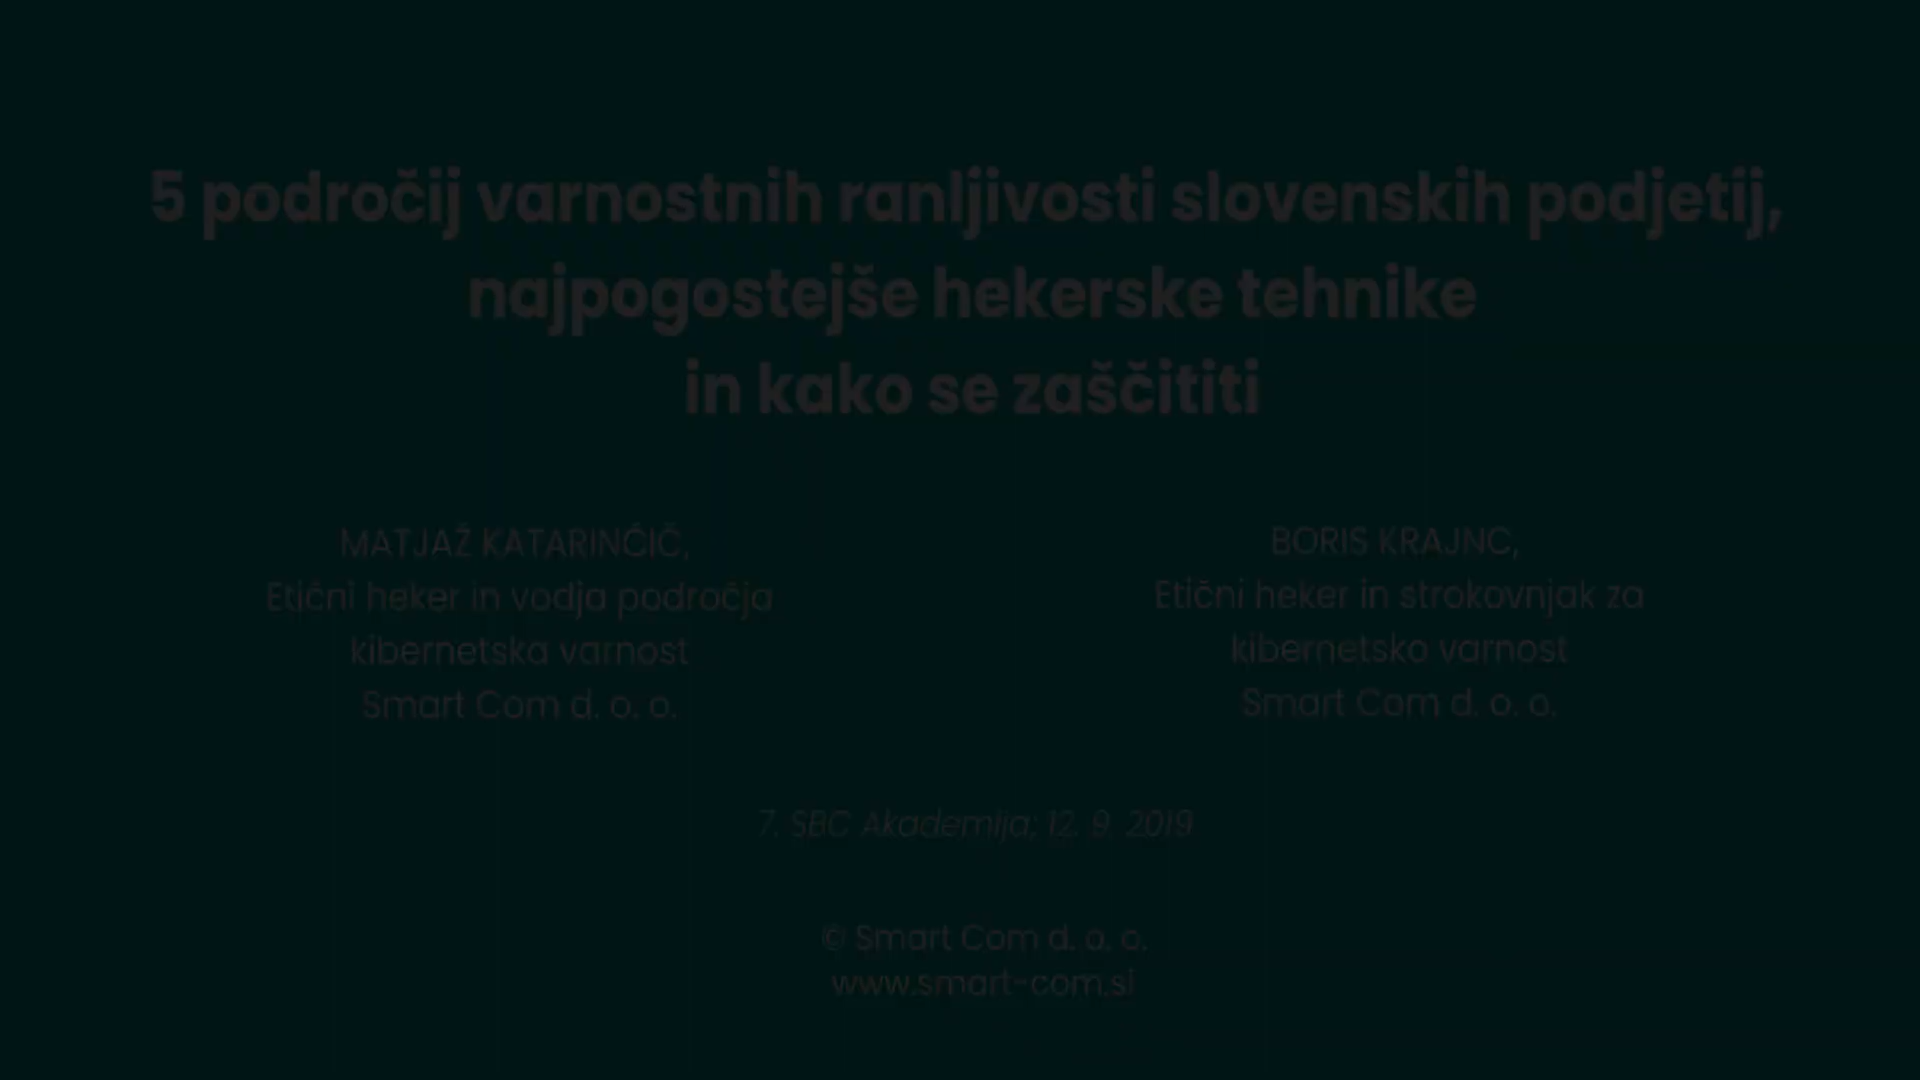 5 področij varnostnih ranljivosti slovenskih podjetij,
najpogostejše hekerske tehnike
in kako se zaščititi
MATJAŽ KATARINČIČ,
Etični heker in vodja področja
kibernetska varnost
Smart Com d. o. o.
BORIS KRAJNC,
Etični heker in strokovnjak za
kibernetsko varnost
Smart Com d. o. o.
7. SBC Akademija: 12. 9. 2019
© Smart Com d. o. o.
www.smart-com.si